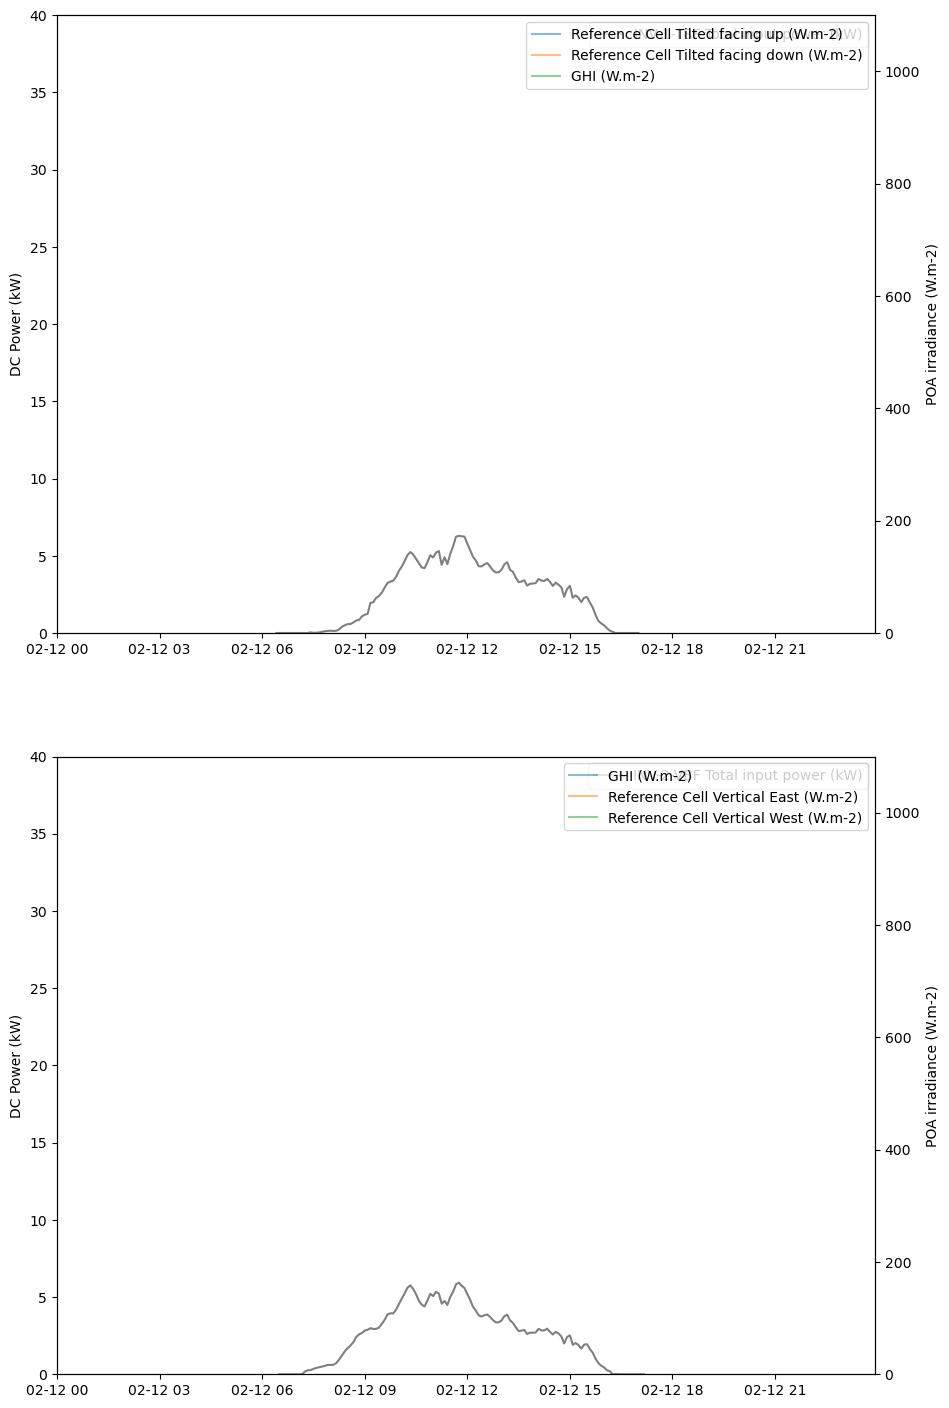 40
35
30
25
20
15
10
5
0
DC Power (kW)
Reference Cell Tilted facing up (W.m-2)
Reference Cell Tilted facing down (W.m-2)
GHI (W.m-2)
1000
800
600
400
200
0
POA irradiance (W.m-2)
02-12 00 02-12 03 02-12 06 02-12 09 02-12 12 02-12 15 02-12 18 02-12 21
40
35
30
25
20
15
10
5
0
DC Power (kW)
GHI (W.m-2) Total input power (kW)
Reference Cell Vertical East (W.m-2)
Reference Cell Vertical West (W.m-2)
1000
800
600
400
200
0
POA irradiance (W.m-2)
02-12 00 02-12 03 02-12 06 02-12 09 02-12 12 02-12 15 02-12 18 02-12 21